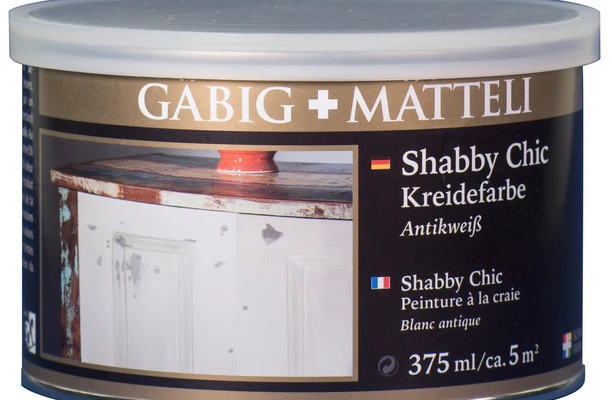 GABIG + MATTELI
Shabby Chic
Kreidefarbe
Antikweiß
Shabby Chic
Peinture à la craie
Blanc antique
375 ml/ca. 5 m²